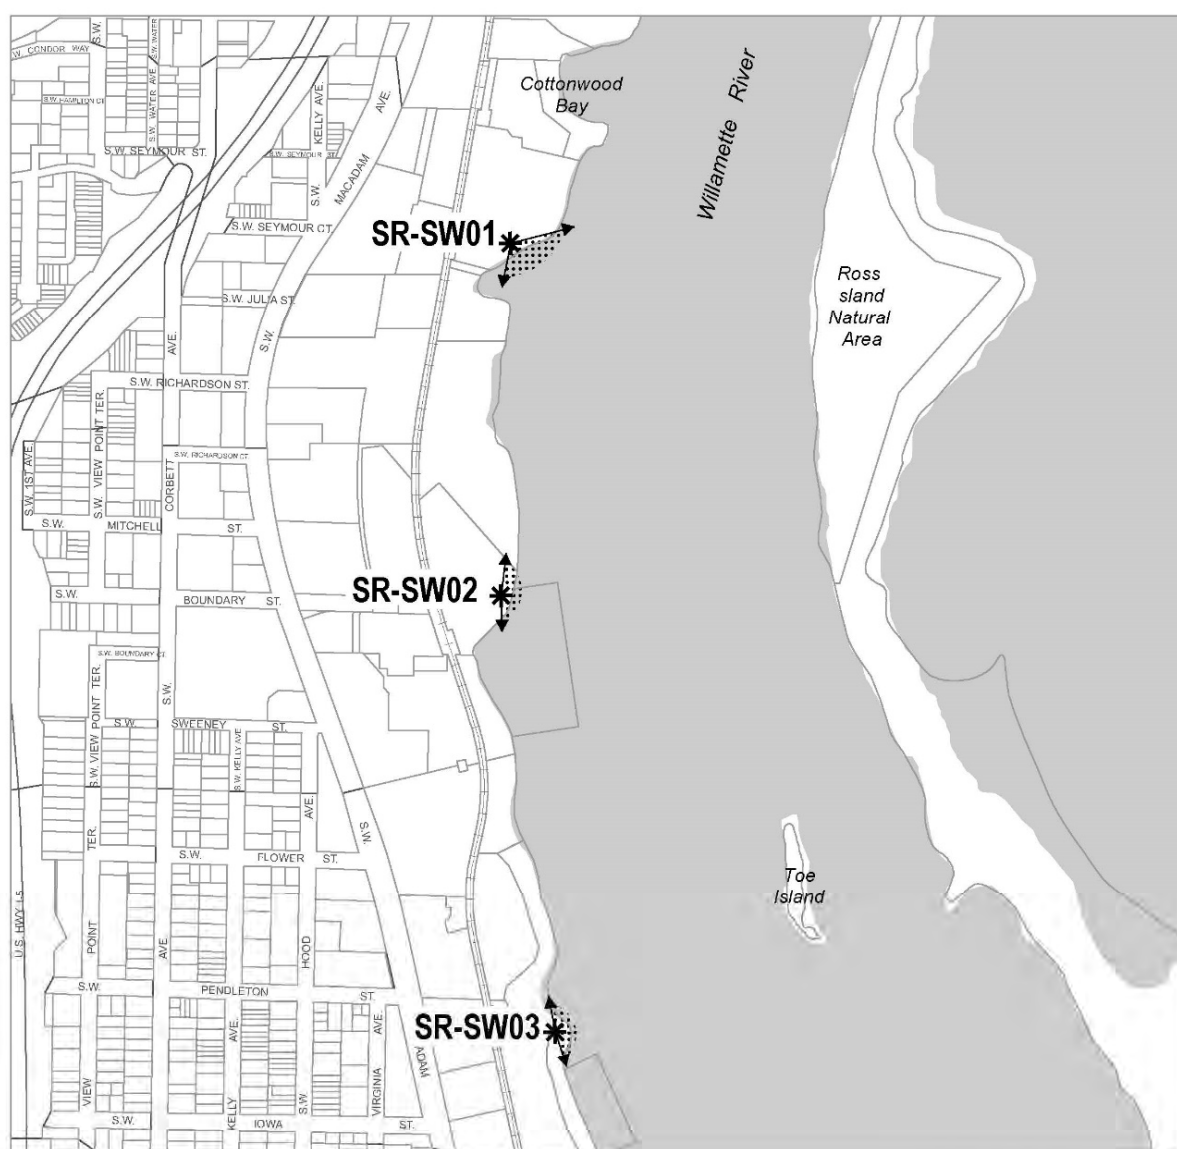 S.W.
S.W. WATER
W. CONDOR WAY
S.W. HAMILTON CT.
S.W. WATER AVE.
S.W. SEYMOUR ST.
KELLY AVE.
S.W.
S.W. SEYMOUR ST.
MACADAM
AVE.
S.W.
Cottonwood
Bay
Willamette River
SR-SW01
S.W. SEYMOUR CT.
S.W. JULIA ST.
Ross
sland
Natural
Area
AVE.
CORBETT
S.W.
S.W. RICHARDSON ST.
S.W. VIEW POINT TER.
S.W. 1ST AVE.
S.W. RICHARDSON CT.
S.W.
MITCHELL
ST.
SR-SW02
S.W.
BOUNDARY
ST.
S.W. BOUNDARY CT.
S.W. VIEW POINT TER.
S.W.
SWEENEY
ST.
S.W. KELLY AVE
AVE.
HOOD
S.W
S.W.
FLOWER
ST.
TER.
POINT
VIEW
U.S. HWY I-5
AVE
Toe
Island
S.W.
PENDLETON
ST.
SR-SW03
AVE.
KELLY
AVE.
VIRGINIA
ADAM
S.W.
IOWA
ST.